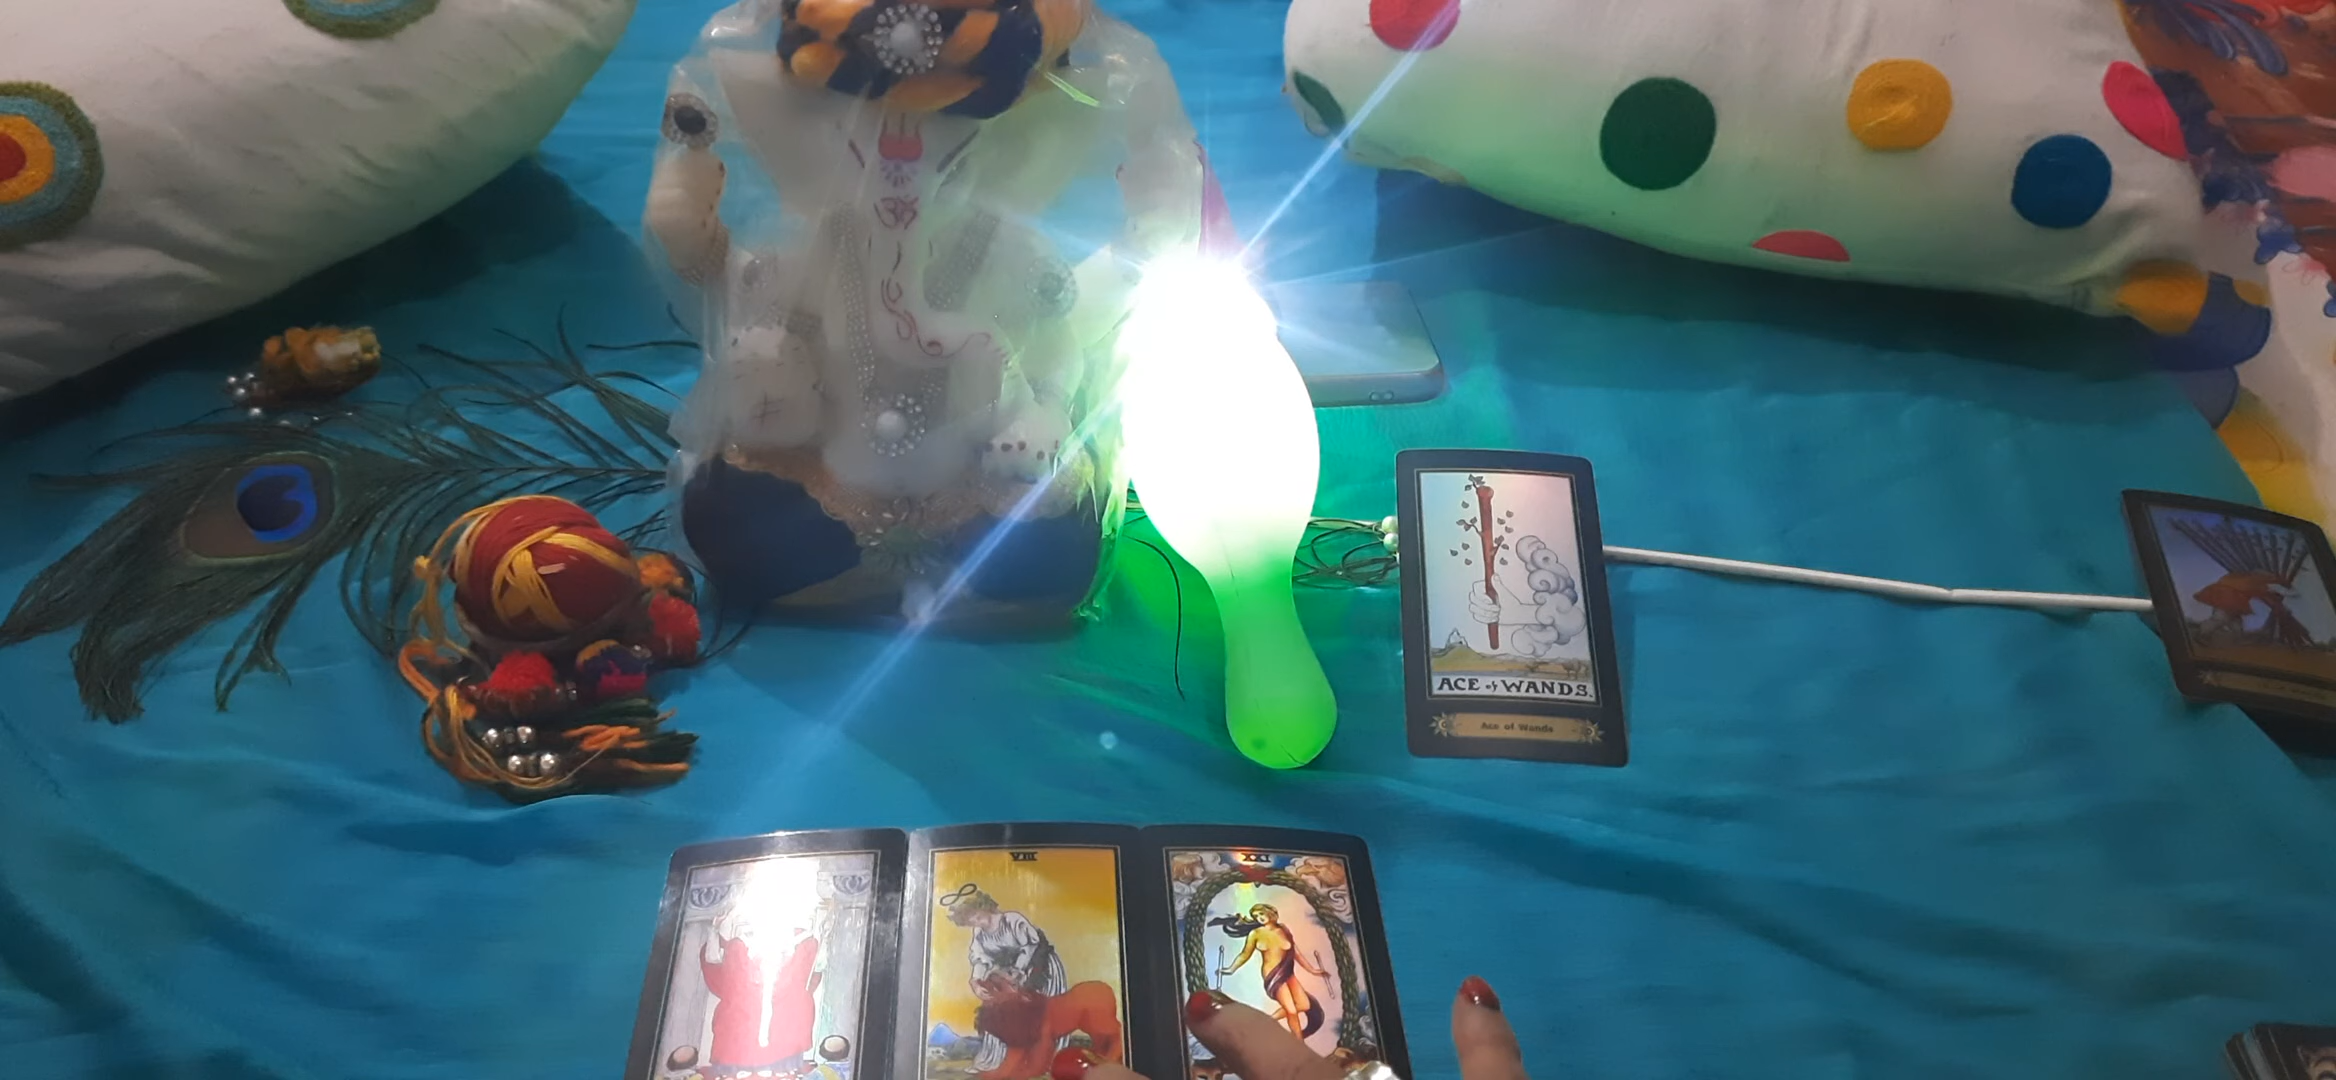 ॐ
ACE of WANDS.
Ace of Wands
VIII
XXI